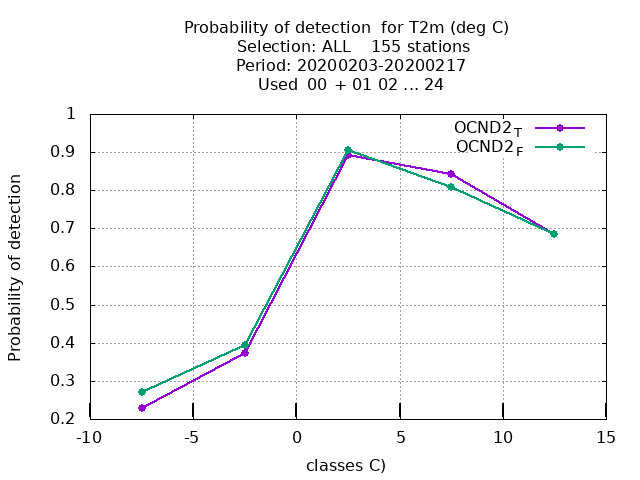 Probability of detection  for T2m (deg C)
Selection: ALL    155 stations
Period: 20200203-20200217
Used  00  + 01 02 ... 24
OCND2T
OCND2F
Probability of detection
1
0.9
0.8
0.7
0.6
0.5
0.4
0.3
0.2
-10 -5 0 5 10 15
classes C)